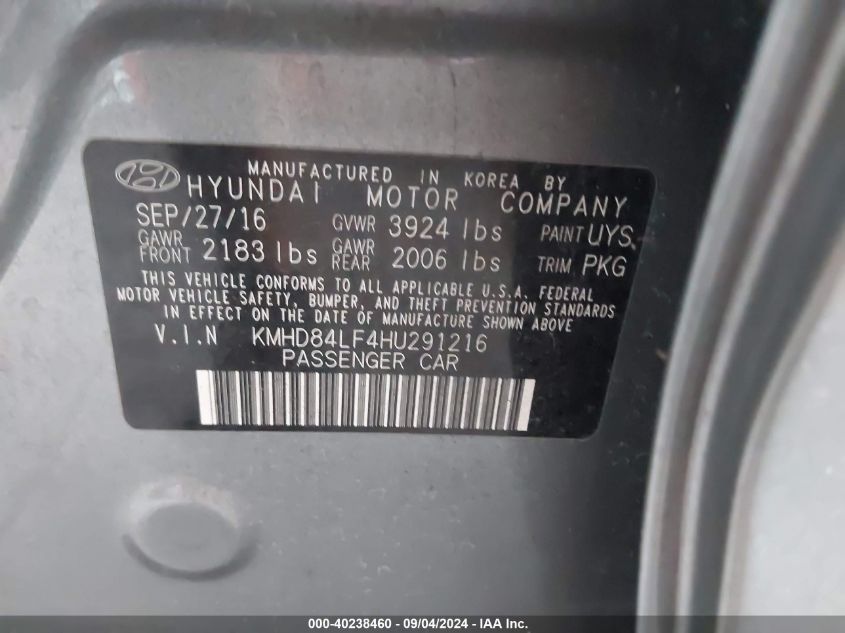 MANUFACTURED IN KOREA BY
HYUNDAI MOTOR COMPANY
SEP/27/16 GVWR 3924 lbs PAINT UYS
GAWR FRONT 2183 lbs GAWR REAR 2006 lbs TRIM PKG
THIS VEHICLE CONFORMS TO ALL APPLICABLE U.S.A. FEDERAL
MOTOR VEHICLE SAFETY, BUMPER, AND THEFT PREVENTION STANDARDS
IN EFFECT ON THE DATE OF MANUFACTURE SHOWN ABOVE
V.I.N KMHD84LF4HU291216
PASSENGER CAR
000-40238460 - 09/04/2024 - IAA Inc.